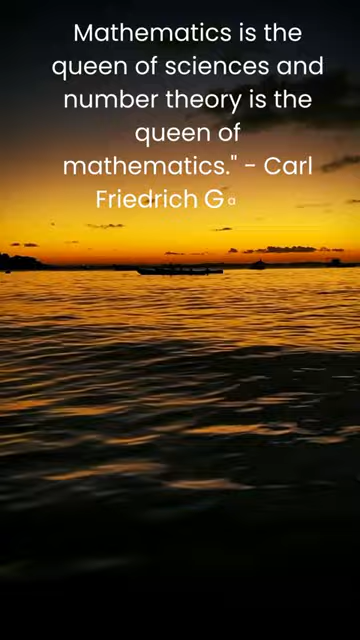 Mathematics is the
queen of sciences and
number theory is the
queen of
mathematics." - Carl
Friedrich Ga